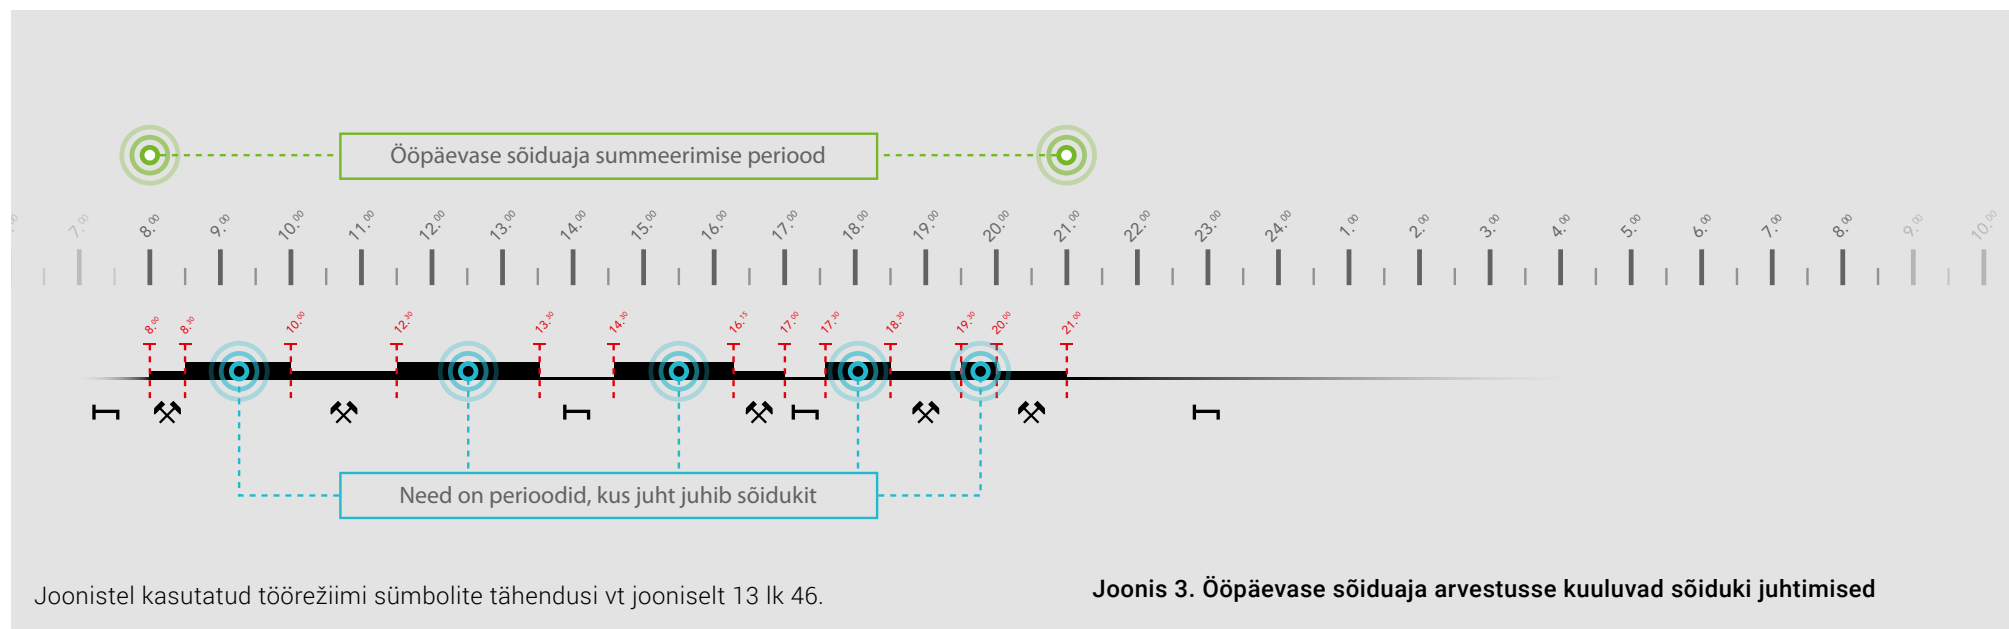 Ööpäevase sõiduaja summeerimise periood
7.00 8.00 9.00 10.00 11.00 12.00 13.00 14.00 15.00 16.00 17.00 18.00 19.00 20.00 21.00 22.00 23.00 24.00 1.00 2.00 3.00 4.00 5.00 6.00 7.00 8.00 9.00 10.00
8.00 8.30 10.00 12.30 13.30 14.30 16.15 17.00 17.30 18.30 19.30 20.00 21.00
Need on perioodid, kus juht juhib sõidukit
Joonistel kasutatud töörežiimi sümbolite tähendusi vt jooniselt 13 lk 46.
Joonis 3. Ööpäevase sõiduaja arvestusse kuuluvad sõiduki juhtimised